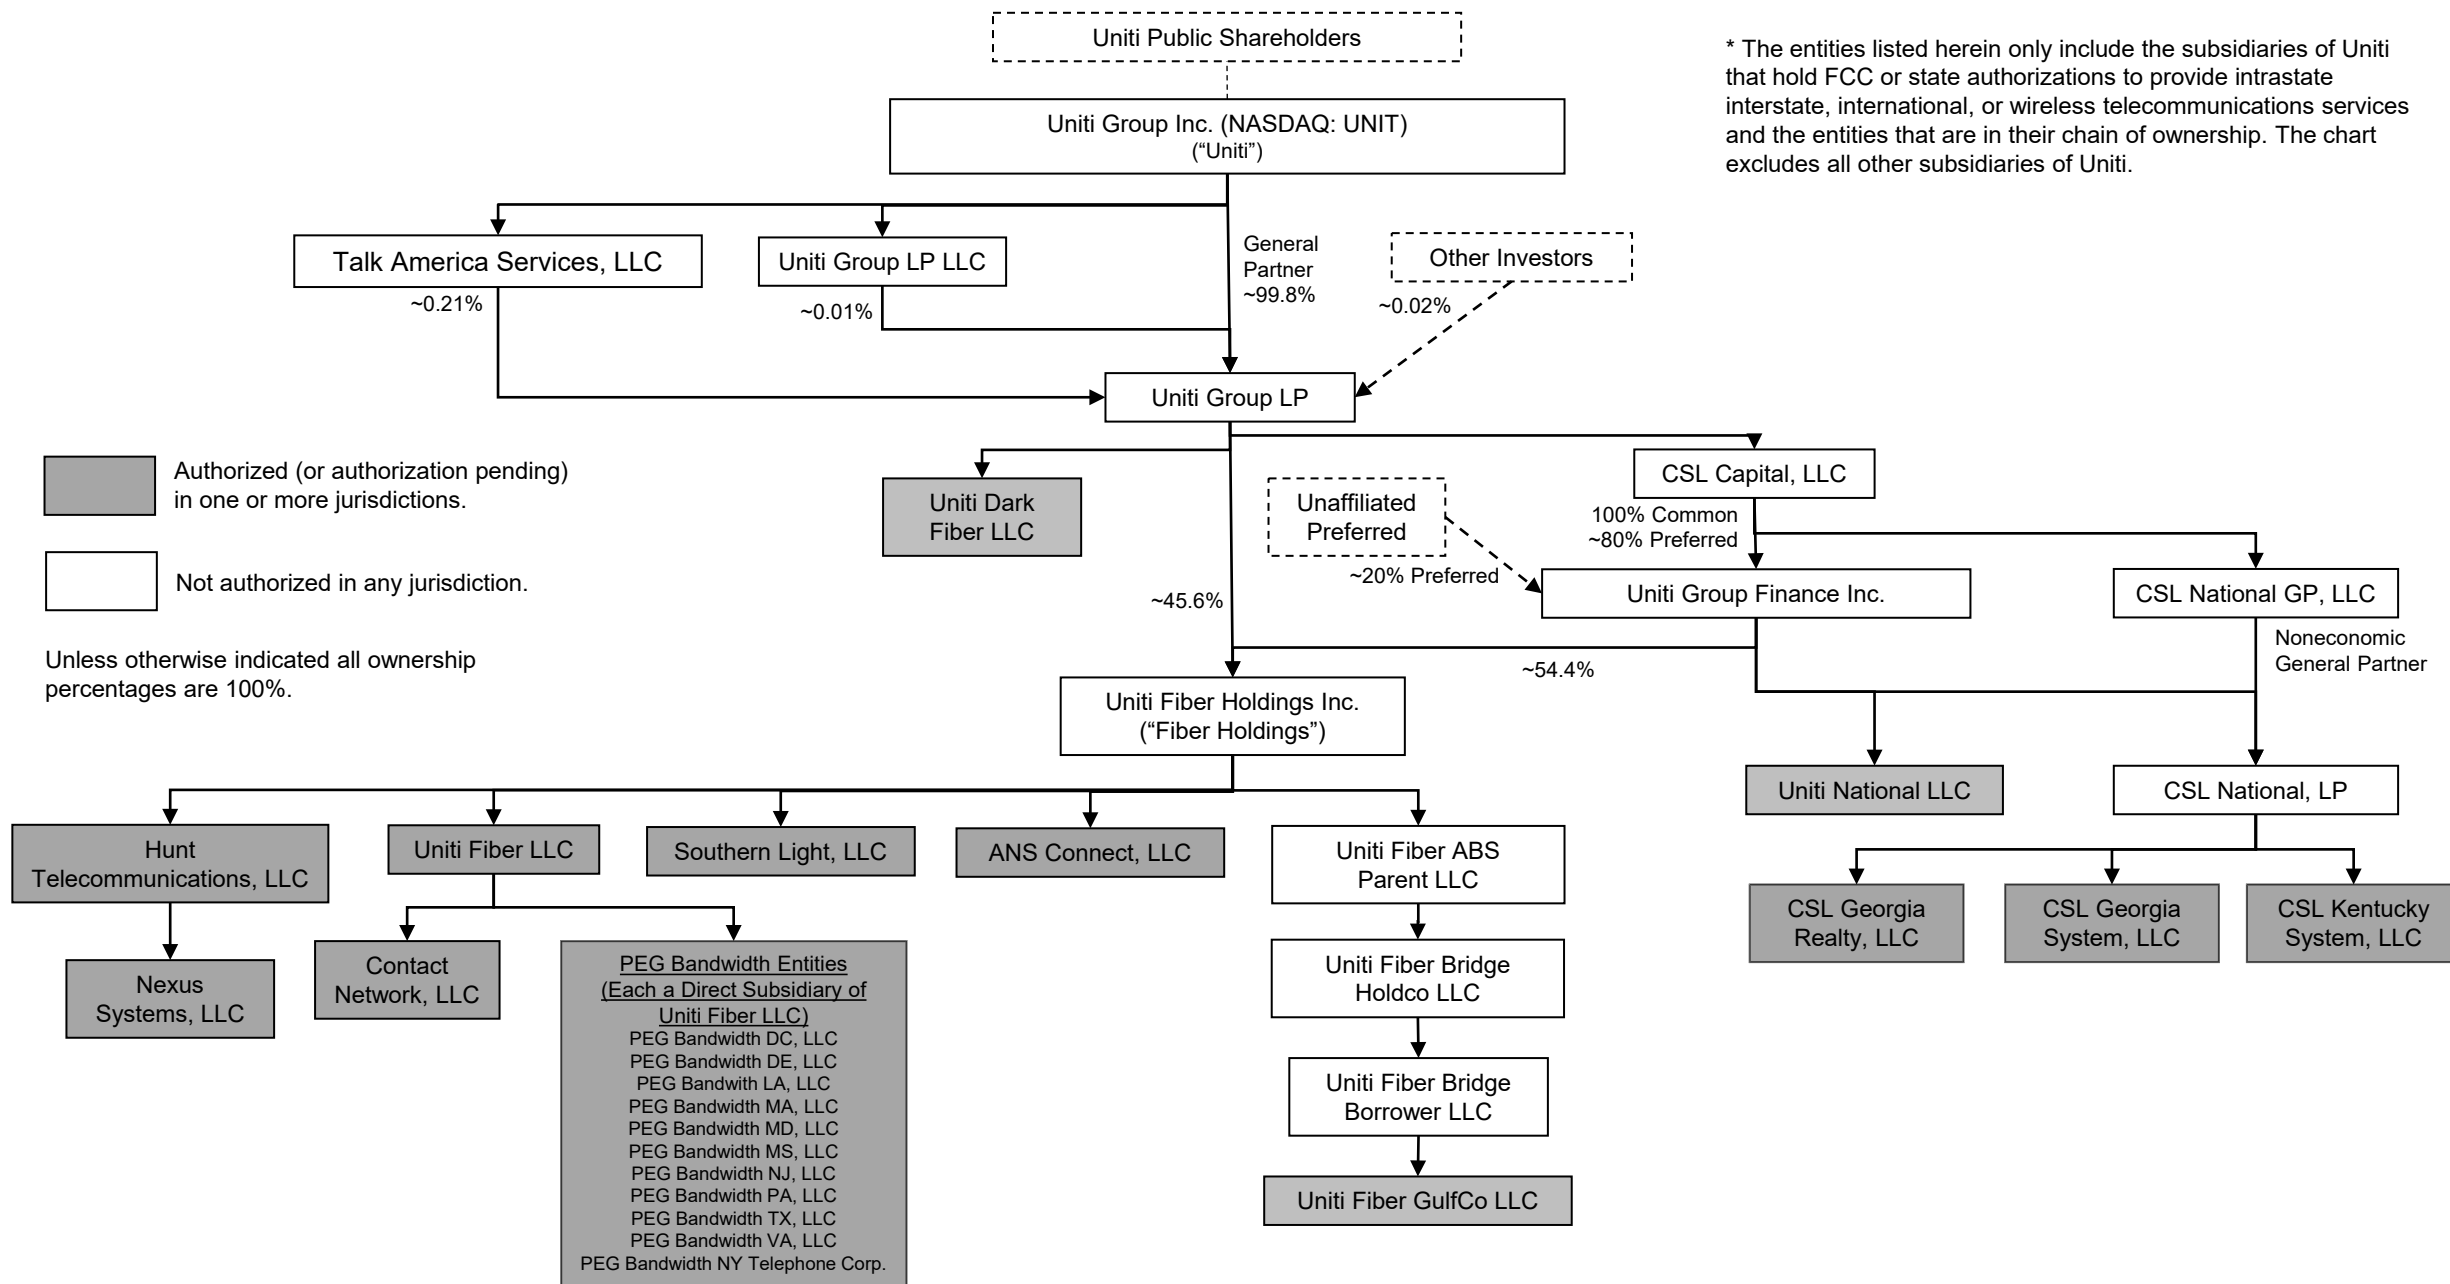 Uniti Public Shareholders
* The entities listed herein only include the subsidiaries of Uniti
that hold FCC or state authorizations to provide intrastate
interstate, international, or wireless telecommunications services
and the entities that are in their chain of ownership. The chart
excludes all other subsidiaries of Uniti.
Uniti Group Inc. (NASDAQ: UNIT)
(“Uniti”)
Talk America Services, LLC
Uniti Group LP LLC
General
Partner
~99.8%
Other Investors
~0.21%
~0.01%
~0.02%
Uniti Group LP
Authorized (or authorization pending)
in one or more jurisdictions.
Not authorized in any jurisdiction.
Unless otherwise indicated all ownership
percentages are 100%.
Uniti Dark
Fiber LLC
Unaffiliated
Preferred
~20% Preferred
CSL Capital, LLC
100% Common
~80% Preferred
Uniti Group Finance Inc.
CSL National GP, LLC
~45.6%
~54.4%
Noneconomic
General Partner
Uniti Fiber Holdings Inc.
(“Fiber Holdings”)
Uniti National LLC
CSL National, LP
Hunt
Telecommunications, LLC
Uniti Fiber LLC
Southern Light, LLC
ANS Connect, LLC
Uniti Fiber ABS
Parent LLC
CSL Georgia
Realty, LLC
CSL Georgia
System, LLC
CSL Kentucky
System, LLC
Nexus
Systems, LLC
Contact
Network, LLC
PEG Bandwidth Entities
(Each a Direct Subsidiary of
Uniti Fiber LLC)
PEG Bandwidth DC, LLC
PEG Bandwidth DE, LLC
PEG Bandwith LA, LLC
PEG Bandwidth MA, LLC
PEG Bandwidth MD, LLC
PEG Bandwidth MS, LLC
PEG Bandwidth NJ, LLC
PEG Bandwidth PA, LLC
PEG Bandwidth TX, LLC
PEG Bandwidth VA, LLC
PEG Bandwidth NY Telephone Corp.
Uniti Fiber Bridge
Holdco LLC
Uniti Fiber Bridge
Borrower LLC
Uniti Fiber GulfCo LLC